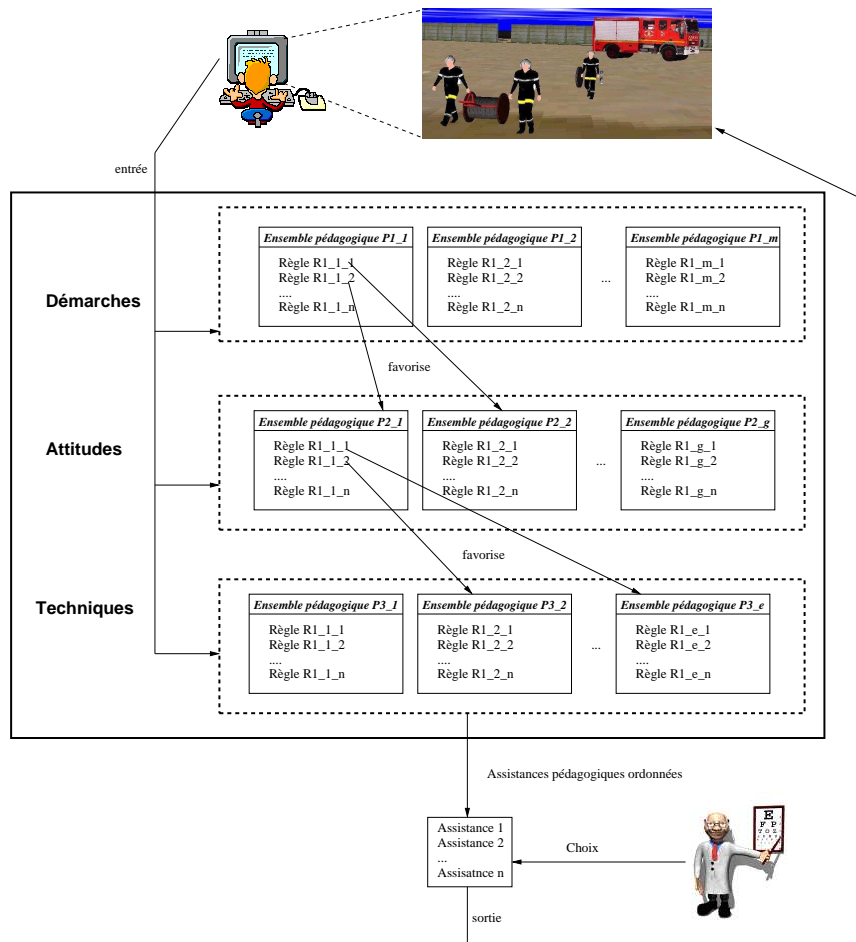 entrée
Démarches
Ensemble pédagogique P1_1
Règle R1_1_1
Règle R1_1_2
....
Règle R1_1_n
Ensemble pédagogique P1_2
Règle R1_2_1
Règle R1_2_2
....
Règle R1_2_n
...
Ensemble pédagogique P1_m
Règle R1_m_1
Règle R1_m_2
....
Règle R1_m_n
favorise
Attitudes
Ensemble pédagogique P2_1
Règle R1_1_1
Règle R1_1_2
....
Règle R1_1_n
Ensemble pédagogique P2_2
Règle R1_2_1
Règle R1_2_2
....
Règle R1_2_n
...
Ensemble pédagogique P2_g
Règle R1_g_1
Règle R1_g_2
....
Règle R1_g_n
favorise
Techniques
Ensemble pédagogique P3_1
Règle R1_1_1
Règle R1_1_2
....
Règle R1_1_n
Ensemble pédagogique P3_2
Règle R1_2_1
Règle R1_2_2
....
Règle R1_2_n
...
Ensemble pédagogique P3_e
Règle R1_e_1
Règle R1_e_2
....
Règle R1_e_n
Assistances pédagogiques ordonnées
Assistance 1
Assistance 2
...
Assisatnce n
Choix
E
F P
T O Z
sortie